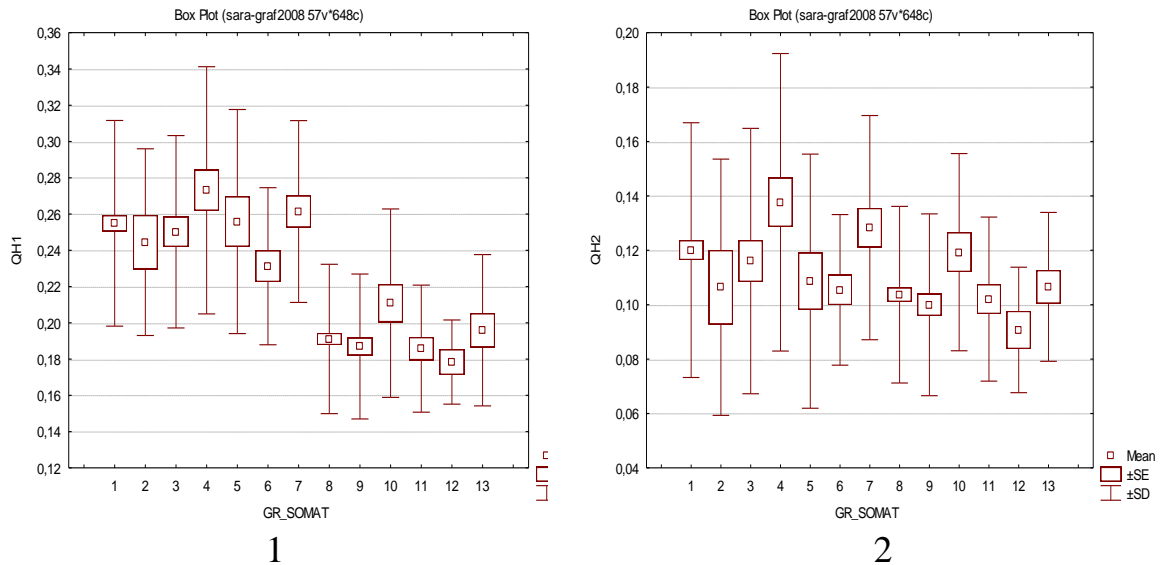 Box Plot (sara-graf2008 57v*648c)
0,36
0,32
0,30
0,28
0,26
0,24
0,22
0,20
0,18
0,16
0,14
0,12
QH1
1 2 3 4 5 6 7 8 9 10 11 12 13
GR_SOMAT
1
Box Plot (sara-graf2008 57v*648c)
0,20
0,18
0,16
0,14
0,12
0,10
0,08
0,06
0,04
QH2
1 2 3 4 5 6 7 8 9 10 11 12 13
GR_SOMAT
Mean
±SE
±SD
2